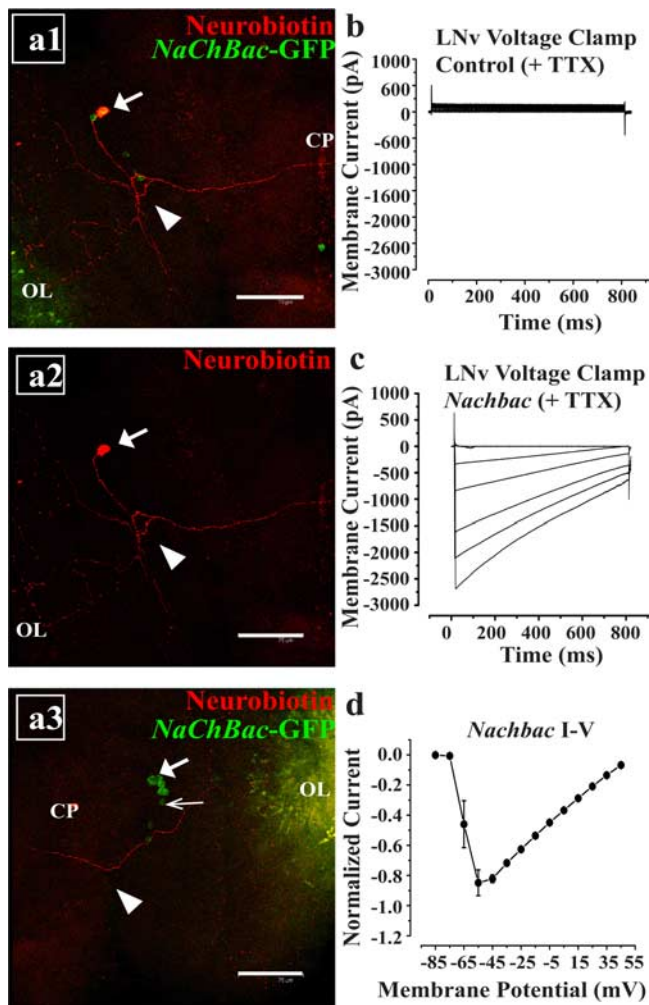 a1
Neurobiotin
NaChBac-GFP
CP
OL
b
LNv Voltage Clamp
Control (+ TTX)
Membrane Current (pA)
1000
600
0
-600
-1000
-1600
-2000
-2600
-3000
0 200 400 600 800
Time (ms)
a2
Neurobiotin
OL
c
LNv Voltage Clamp
Nachbac (+ TTX)
Membrane Current (pA)
1000
500
0
-500
-1000
-1500
-2000
-2500
-3000
0 200 400 600 800
Time (ms)
a3
Neurobiotin
NaChBac-GFP
CP
OL
d
Nachbac I-V
Normalized Current
0.0
-0.2
-0.4
-0.6
-0.8
-1.0
-1.2
-85 -65 -45 -25 -5 15 35 55
Membrane Potential (mV)